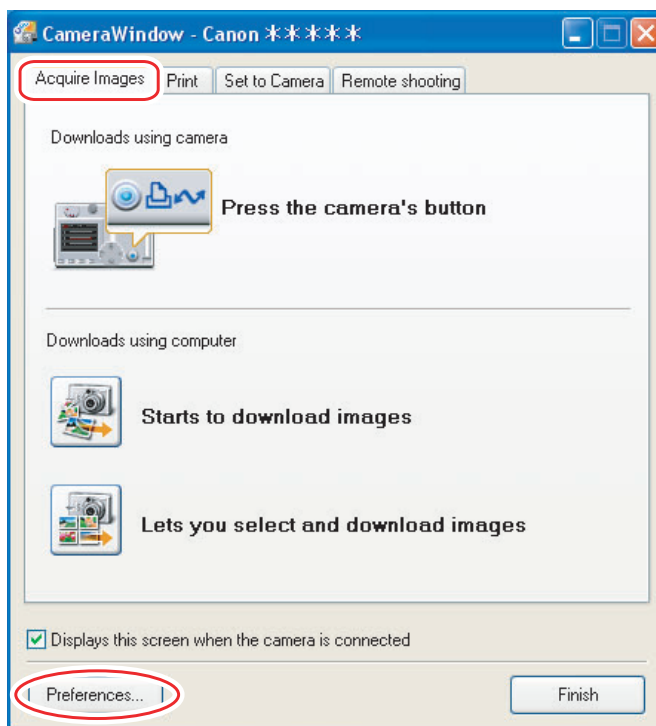 CameraWindow - Canon *****
Acquire Images Print Set to Camera Remote shooting
Downloads using camera
Press the camera's button
Downloads using computer
Starts to download images
Lets you select and download images
Displays this screen when the camera is connected
Preferences... Finish